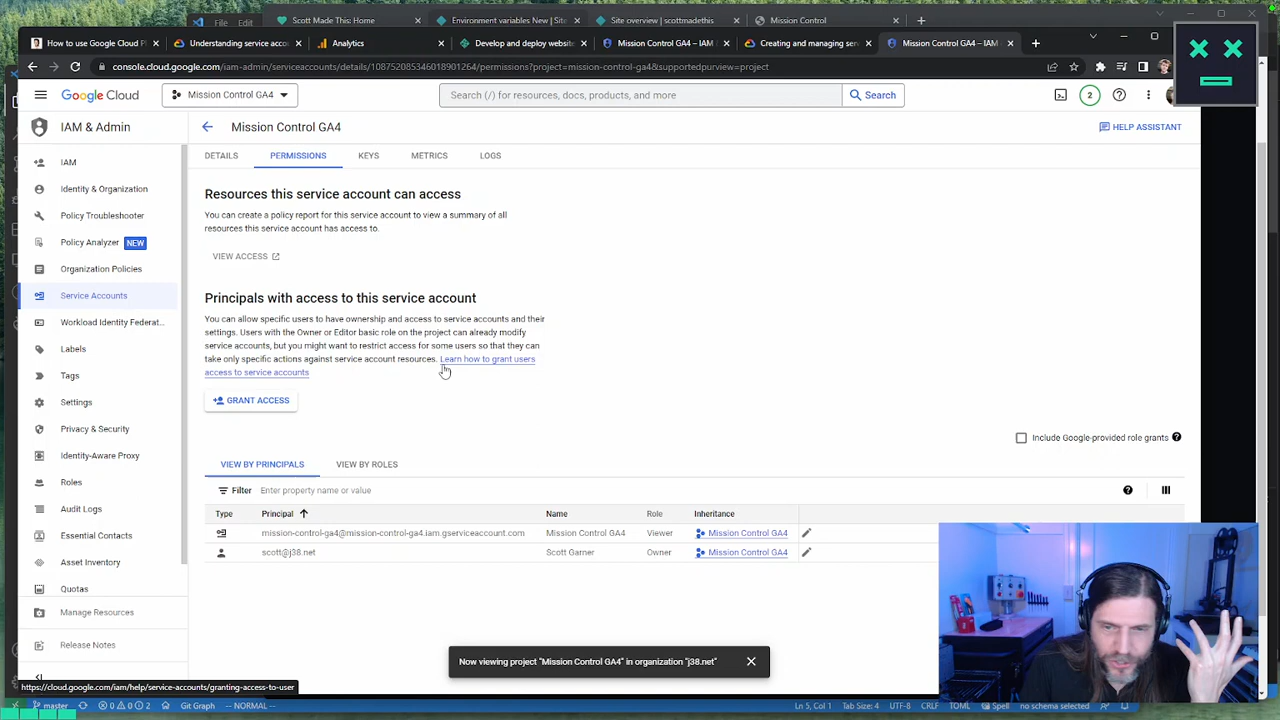 File Edit
Scott Made This Home
Environment variables New | Site
Site overview | scottmadethis
Mission Control
How to use Google Cloud P
Understanding service acco
Analytics
Develop and deploy website
Mission Control GA4 – IAM
Creating and managing serv
Mission Control GA4 – IAM
console.cloud.google.com/iam-admin/serviceaccounts/details/108752085346018901264/permissions?project=mission-control-ga4&supportedpurview=project
Google Cloud
Mission Control GA4
Search (/) for resources, docs, products, and more
Search
2
IAM & Admin
Mission Control GA4
HELP ASSISTANT
DETAILS PERMISSIONS KEYS METRICS LOGS
IAM
Identity & Organization
Policy Troubleshooter
Policy Analyzer NEW
Organization Policies
Service Accounts
Workload Identity Federat...
Labels
Tags
Settings
Privacy & Security
Identity-Aware Proxy
Roles
Audit Logs
Essential Contacts
Asset Inventory
Quotas
Manage Resources
Release Notes
Resources this service account can access
You can create a policy report for this service account to view a summary of all
resources this service account has access to.
VIEW ACCESS
Principals with access to this service account
You can allow specific users to have ownership and access to service accounts and their
settings. Users with the Owner or Editor basic role on the project can already modify
service accounts, but you might want to restrict access for some users so that they can
take only specific actions against service account resources. Learn how to grant users
access to service accounts
GRANT ACCESS
Include Google-provided role grants
VIEW BY PRINCIPALS VIEW BY ROLES
Filter Enter property name or value
Type Principal Name Role Inheritance
mission-control-ga4@mission-control-ga4.iam.gserviceaccount.com Mission Control GA4 Viewer Mission Control GA4
scott@j38.net Scott Garner Owner Mission Control GA4
Now viewing project "Mission Control GA4" in organization "j38.net"
https://cloud.google.com/iam/help/service-accounts/granting-access-to-user
master 0 0 2 Git Graph -- NORMAL -- Ln 5, Col 1 Tab Size: 4 UTF-8 CRLF TOML Spell no schema selected